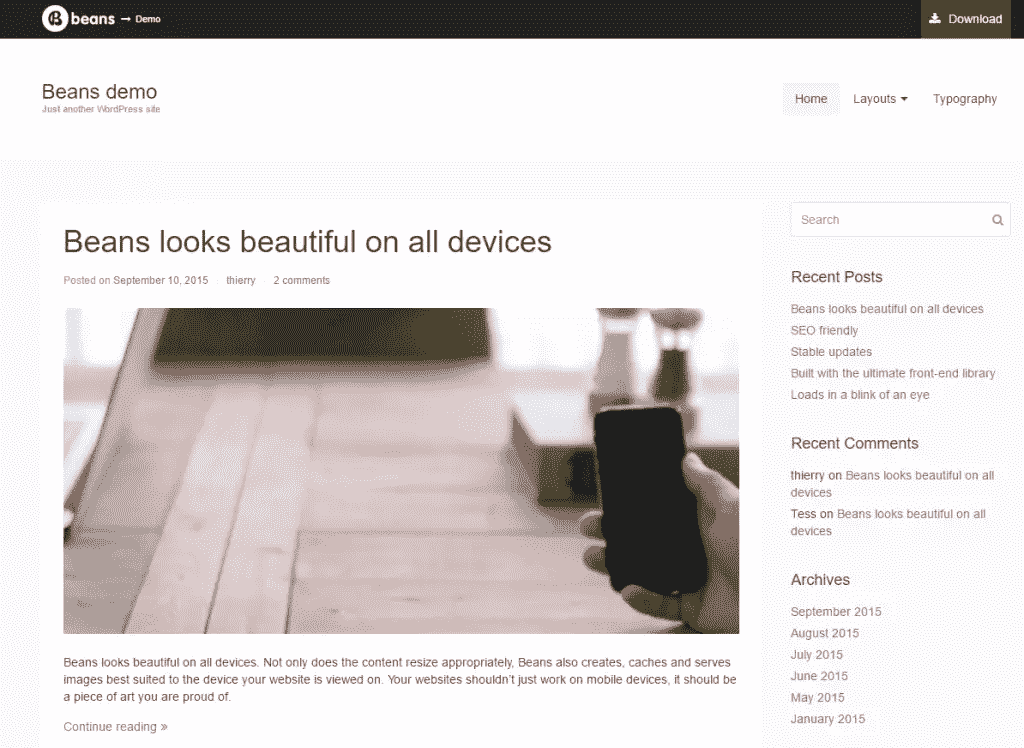 beans → Demo
Download
Beans demo
Just another WordPress site
Home
Layouts
Typography
Beans looks beautiful on all devices
Posted on September 10, 2015 thierry 2 comments
Beans looks beautiful on all devices. Not only does the content resize appropriately, Beans also creates, caches and serves
images best suited to the device your website is viewed on. Your websites shouldn't just work on mobile devices, it should be
a piece of art you are proud of.
Continue reading »
Search
Recent Posts
Beans looks beautiful on all devices
SEO friendly
Stable updates
Built with the ultimate front-end library
Loads in a blink of an eye
Recent Comments
thierry on Beans looks beautiful on all
devices
Tess on Beans looks beautiful on all
devices
Archives
September 2015
August 2015
July 2015
June 2015
May 2015
January 2015